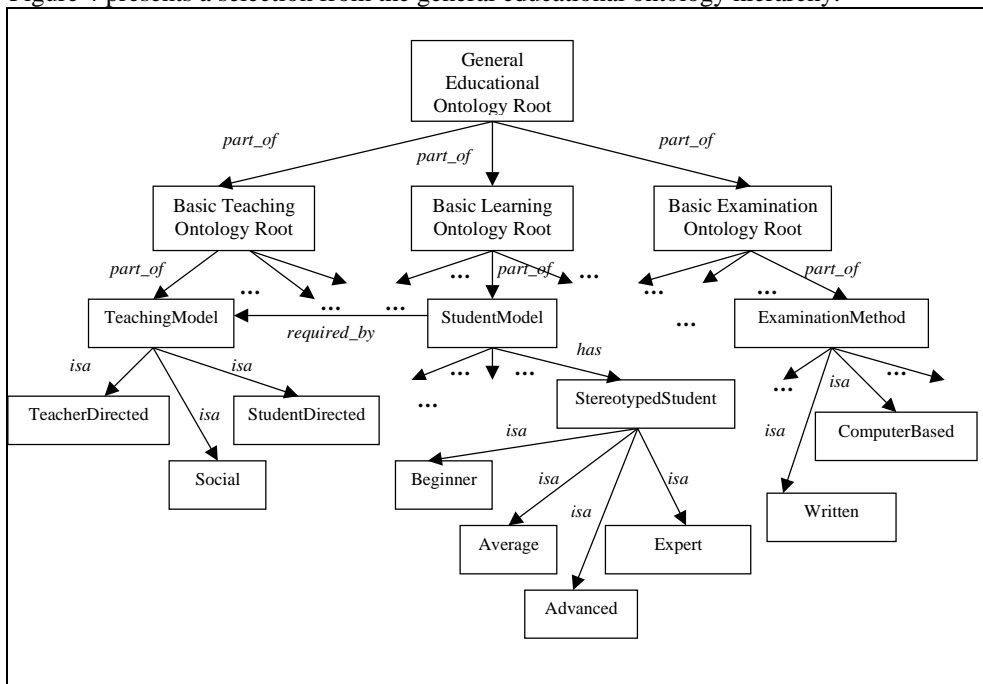 Figure 4 presents a selection from the general educational ontology hierarchy.
General
Educational
Ontology Root
part_of
part_of
part_of
Basic Teaching
Ontology Root
Basic Learning
Ontology Root
Basic Examination
Ontology Root
part_of
...
...
part_of
...
...
part_of
...
...
...
...
...
TeachingModel
required_by
StudentModel
ExaminationMethod
isa
isa
isa
has
...
...
...
isa
...
...
TeacherDirected
StudentDirected
StereotypedStudent
ComputerBased
Social
isa
Beginner
isa
isa
isa
isa
Written
Average
Expert
Advanced